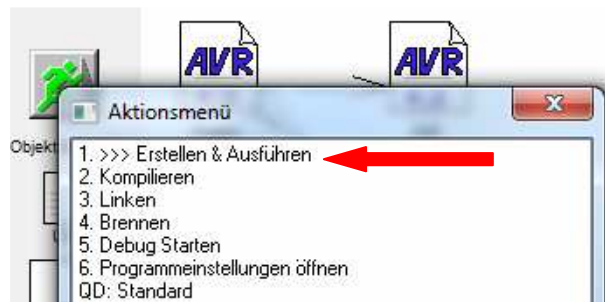 AVR
AVR
Aktionsmenü
Objekt
1. >>> Erstellen & Ausführen
2. Kompilieren
3. Linken
4. Brennen
5. Debug Starten
6. Programmeinstellungen öffnen
QD: Standard